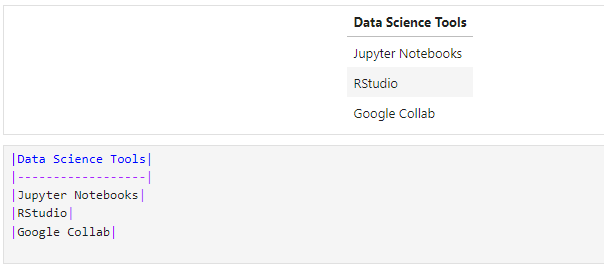 Data Science Tools
Jupyter Notebooks
RStudio
Google Collab
|Data Science Tools|
|------------------|
|Jupyter Notebooks|
|RStudio|
|Google Collab|